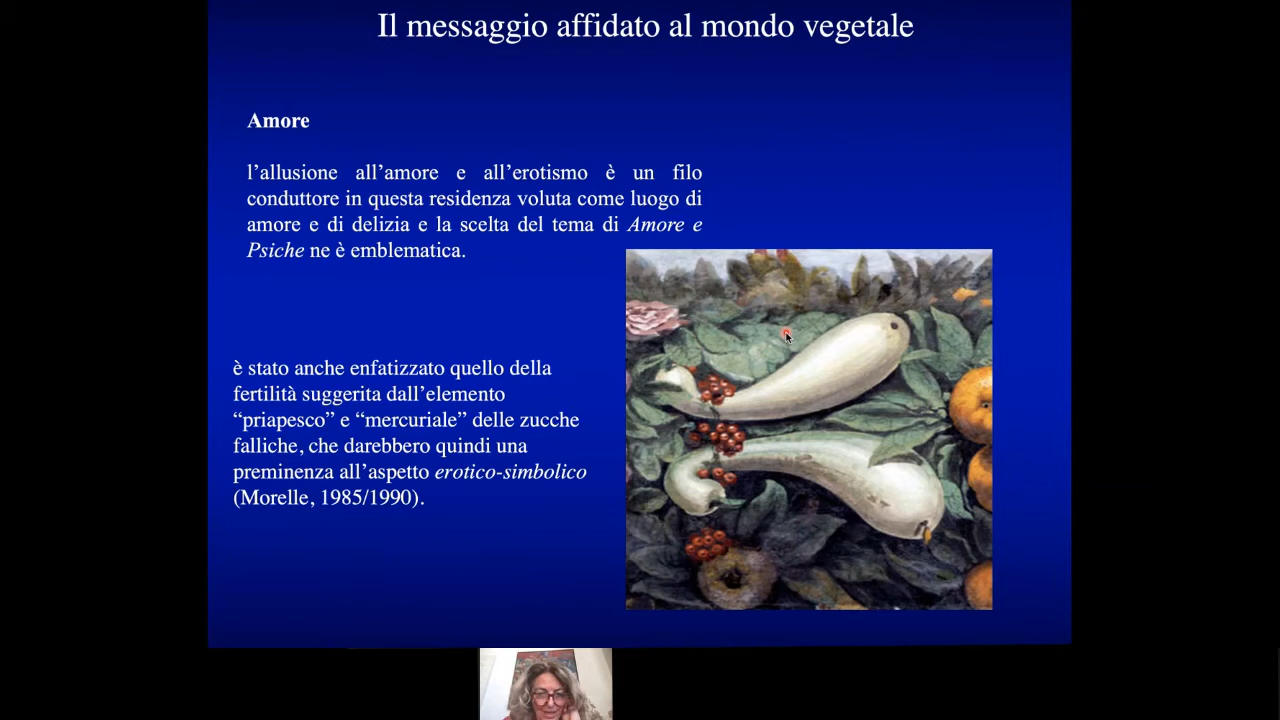 Il messaggio affidato al mondo vegetale
Amore
l’allusione all’amore e all’erotismo è un filo
conduttore in questa residenza voluta come luogo di
amore e di delizia e la scelta del tema di Amore e
Psiche ne è emblematica.
è stato anche enfatizzato quello della
fertilità suggerita dall’elemento
“priapesco” e “mercuriale” delle zucche
falliche, che darebbero quindi una
preminenza all’aspetto erotico-simbolico
(Morelle, 1985/1990).